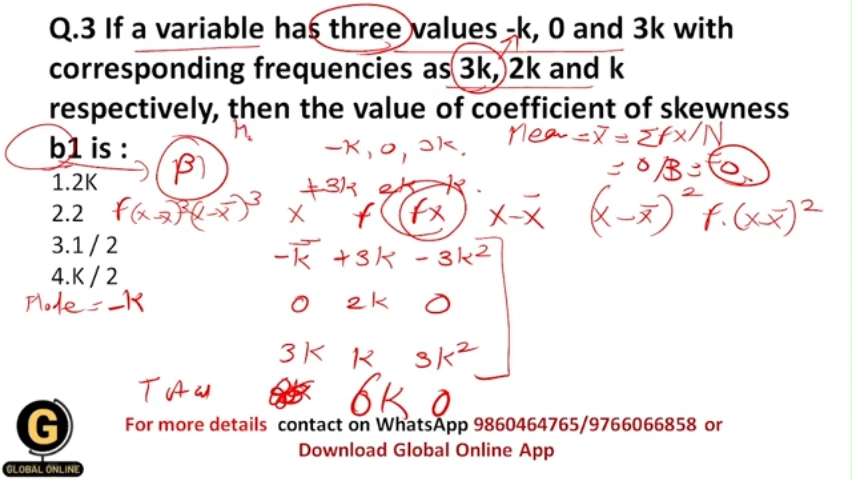 Q.3 If a variable has three values -k, 0 and 3k with
corresponding frequencies as 3k, 2k and k
respectively, then the value of coefficient of skewness
b1 is :
1.2K
2.2
3.1 / 2
4.K / 2
β1
-k, 0, 3k.
+3k 2k k.
Mean = x̄ = Σfx/N
= 0/
= 0
f(x-x̄)³ (x-x̄)³ x f fx x-x̄ (x-x̄)² f.(x-x̄)²
-k +3k -3k²
0 2k 0
3k k 3k²
Mode = -k
6k 0
For more details contact on WhatsApp 9860464765/9766066858 or
Download Global Online App
G
GLOBAL ONLINE